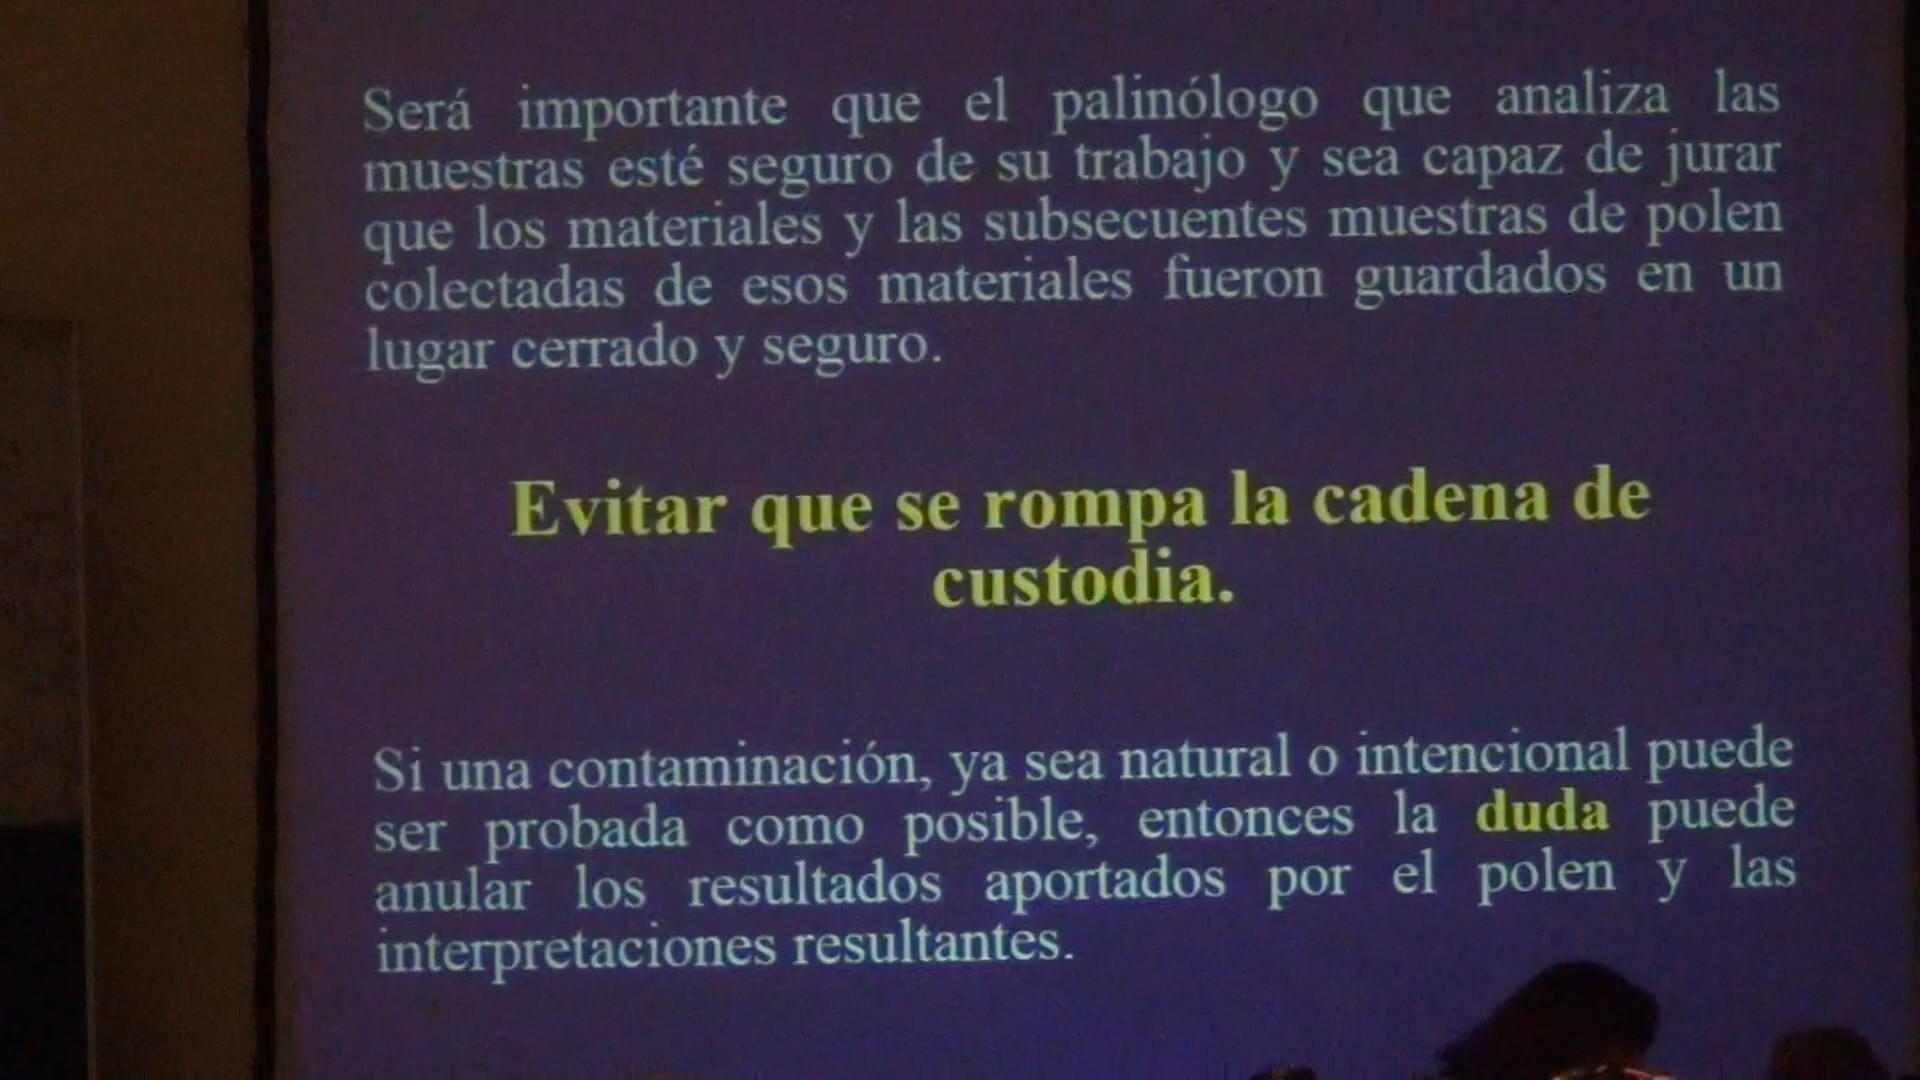 Será importante que el palinólogo que analiza las
muestras esté seguro de su trabajo y sea capaz de jurar
que los materiales y las subsecuentes muestras de polen
colectadas de esos materiales fueron guardados en un
lugar cerrado y seguro.
Evitar que se rompa la cadena de
custodia.
Si una contaminación, ya sea natural o intencional puede
ser probada como posible, entonces la duda puede
anular los resultados aportados por el polen y las
interpretaciones resultantes.